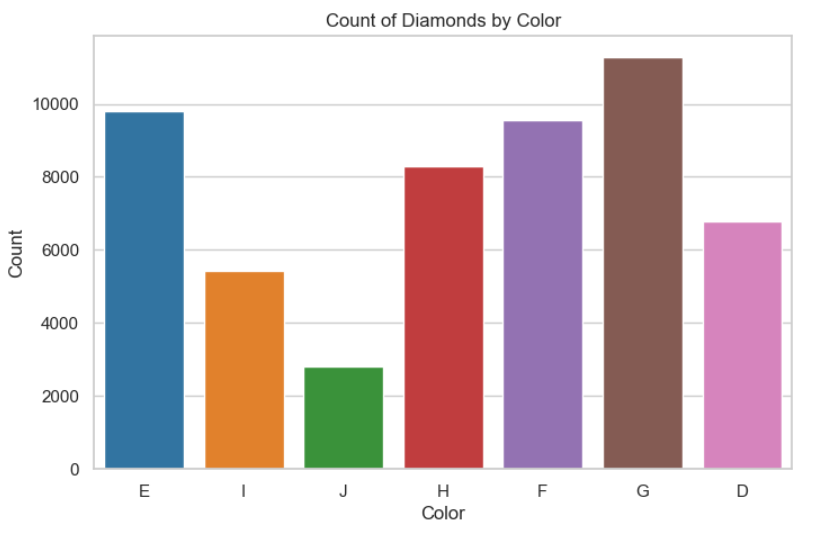 Count of Diamonds by Color
Count
10000
8000
6000
4000
2000
0
E I J H F G D
Color